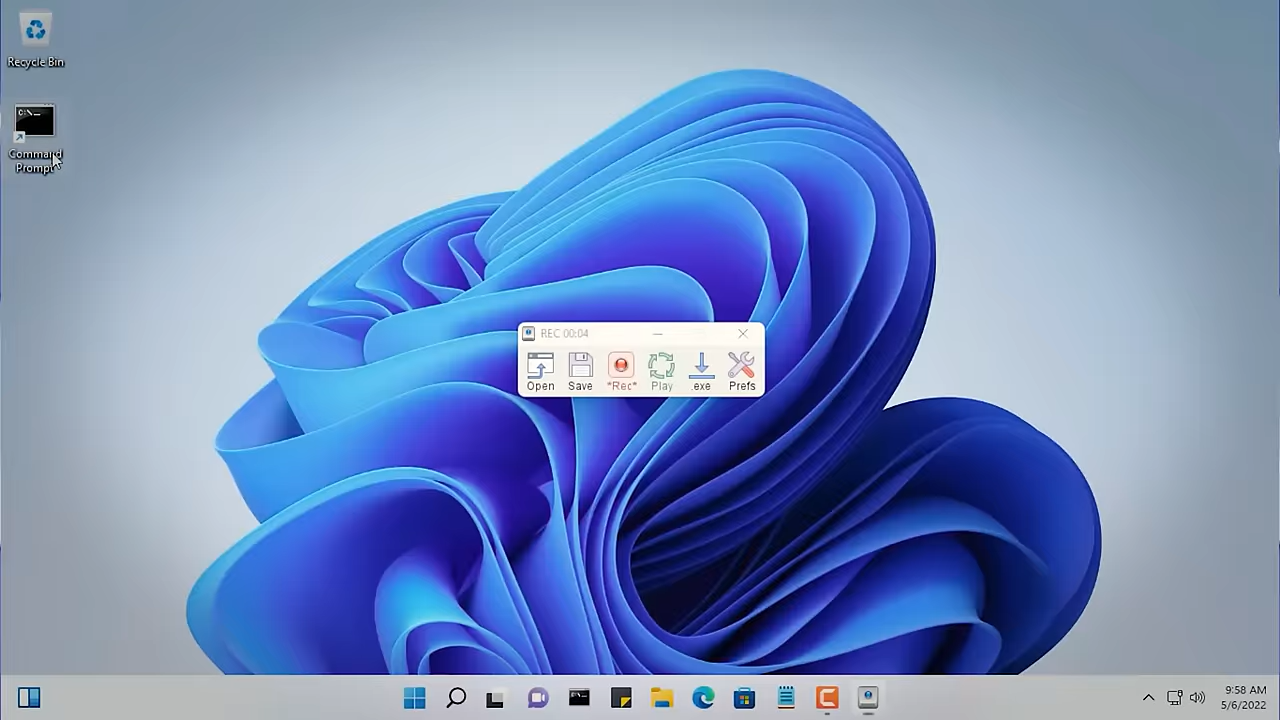 Recycle Bin
C:\_
Command
Prompt
REC 00:04
Open Save *Rec* Play .exe Prefs
9:58 AM
5/6/2022